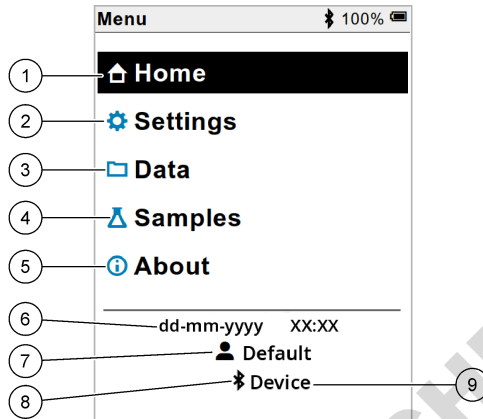 Menu 100%
1 Home
2 Settings
3 Data
4 Samples
5 About
6 dd-mm-yyyy XX:XX
7 Default
8 Device 9